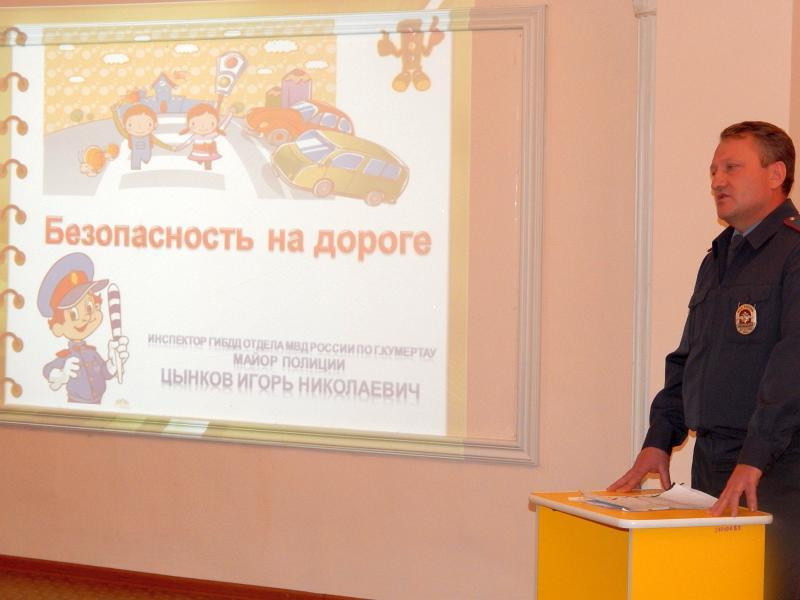 Безопасность на дороге
ИНСПЕКТОР ГИБДД ОТДЕЛА МВД РОССИИ ПО Г.КУМЕРТАУ
МАЙОР ПОЛИЦИИ
ЦЫНКОВ ИГОРЬ НИКОЛАЕВИЧ